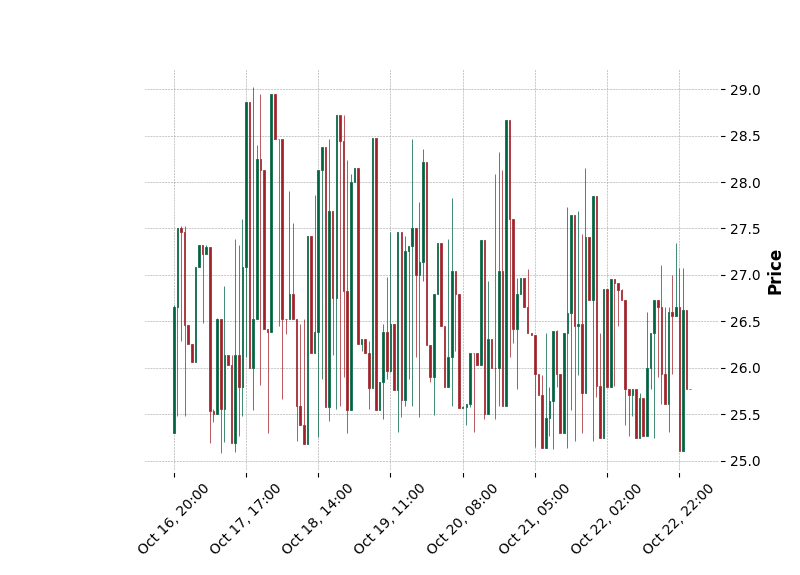 29.0
28.5
28.0
27.5
27.0
26.5
26.0
25.5
25.0
Price
Oct 16, 20:00
Oct 17, 17:00
Oct 18, 14:00
Oct 19, 11:00
Oct 20, 08:00
Oct 21, 05:00
Oct 22, 02:00
Oct 22, 22:00